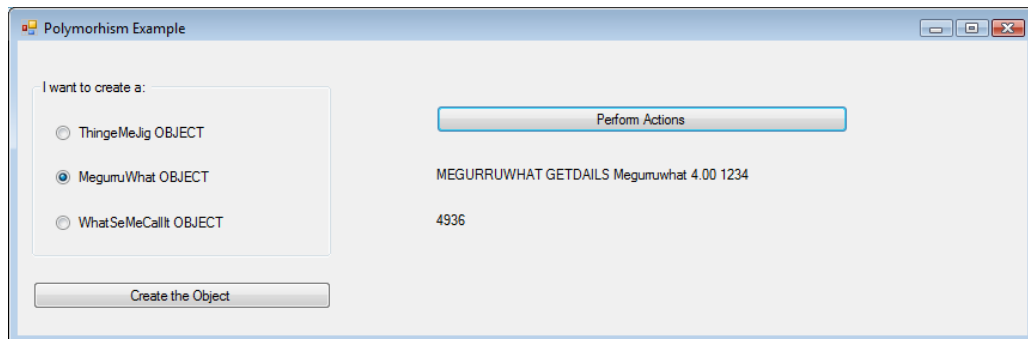 Polymorhism Example
I want to create a:
ThingeMeJig OBJECT
MegurruWhat OBJECT
WhatSeMeCallIt OBJECT
Create the Object
Perform Actions
MEGURRUWHAT GETDAILS Megurruwhat 4.00 1234
4936